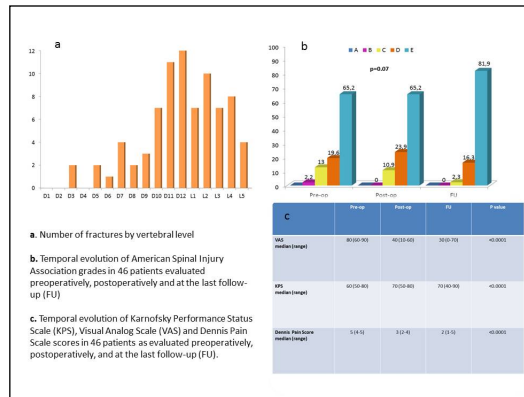 a
12
10
8
6
4
2
0
D1 D2 D3 D4 D5 D6 D7 D8 D9 D10 D11 D12 L1 L2 L3 L4 L5
b
A B C D E
p=0.07
100
90
80
70
60
50
40
30
20
10
0
2,2 13 19,6 65,2
0 10,9 23,9 65,2
0 2,3 16,3 81,9
Pre-op Post-op FU
a. Number of fractures by vertebral level
b. Temporal evolution of American Spinal Injury
Association grades in 46 patients evaluated
preoperatively, postoperatively and at the last follow-
up (FU)
c. Temporal evolution of Karnofsky Performance Status
Scale (KPS), Visual Analog Scale (VAS) and Dennis Pain
Scale scores in 46 patients as evaluated preoperatively,
postoperatively, and at the last follow-up (FU).
c
Pre-op Post-op FU P value
VAS
median (range) 80 (60-90) 40 (10-60) 30 (0-70) <0.0001
KPS
median (range) 60 (50-80) 70 (50-80) 70 (40-90) <0.0001
Dennis Pain Score
median (range) 5 (4-5) 3 (2-4) 2 (1-5) <0.0001